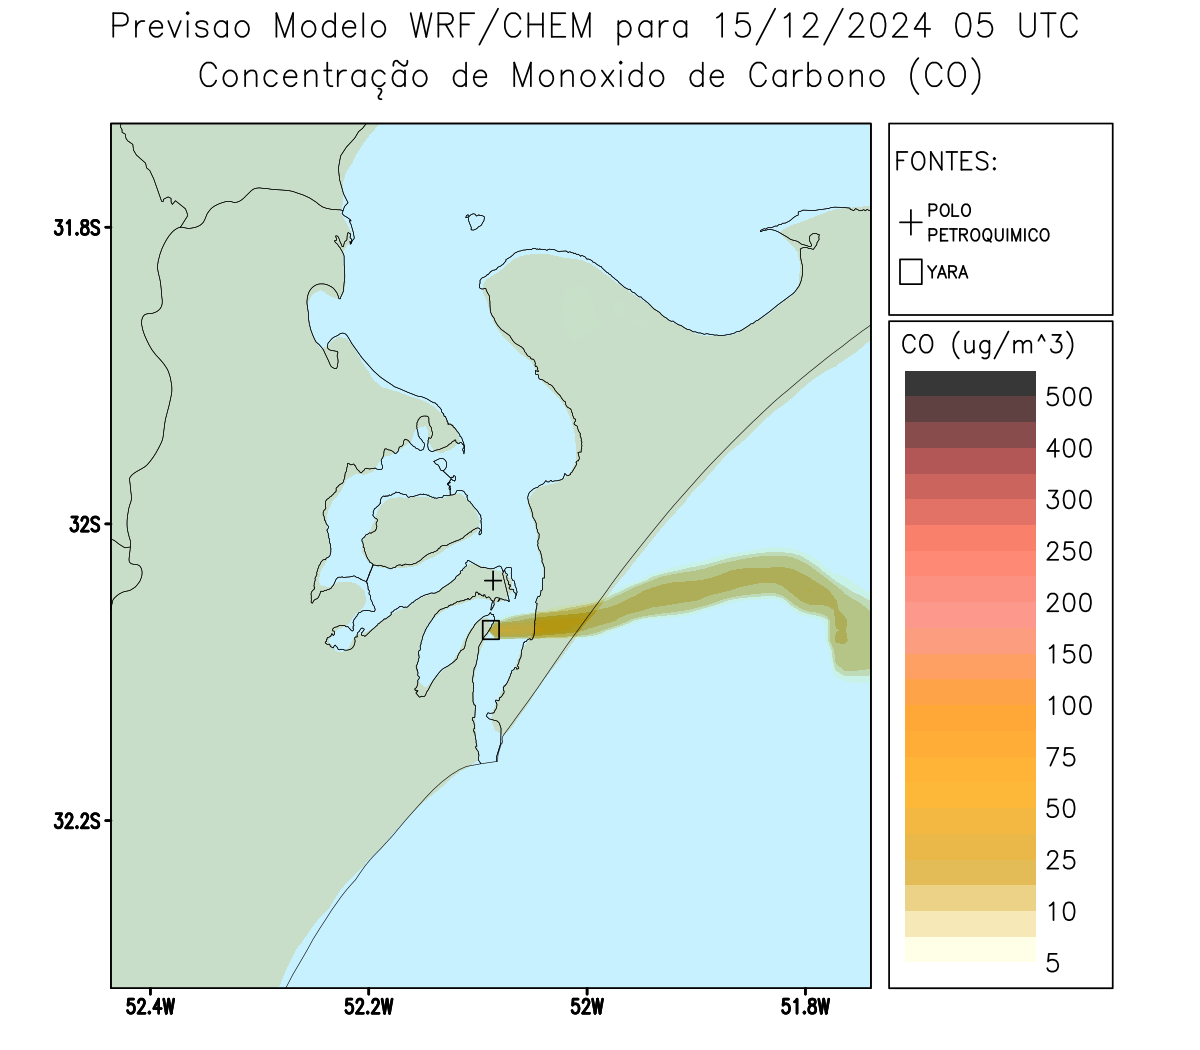 Previsao Modelo WRF/CHEM para 15/12/2024 05 UTC
Concentração de Monoxido de Carbono (CO)
FONTES:
POLO
PETROQUIMICO
YARA
CO (ug/m^3)
500
400
300
250
200
150
100
75
50
25
10
5
31.8S
32S
32.2S
52.4W
52.2W
52W
51.8W